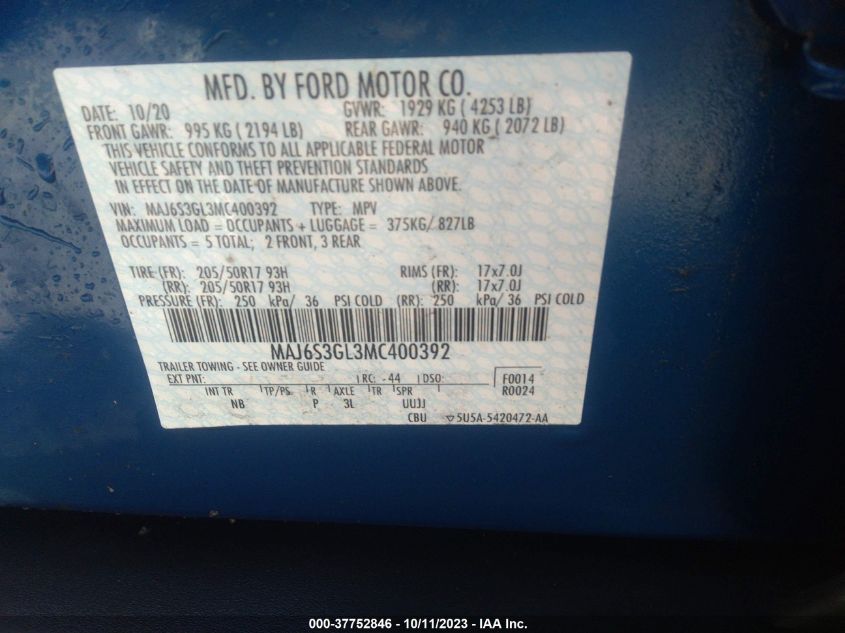 MFD. BY FORD MOTOR CO.
DATE: 10/20 GVWR: 1929 KG ( 4253 LB)
FRONT GAWR: 995 KG ( 2194 LB) REAR GAWR: 940 KG ( 2072 LB)
THIS VEHICLE CONFORMS TO ALL APPLICABLE FEDERAL MOTOR
VEHICLE SAFETY AND THEFT PREVENTION STANDARDS
IN EFFECT ON THE DATE OF MANUFACTURE SHOWN ABOVE.
VIN: MAJ6S3GL3MC400392 TYPE: MPV
MAXIMUM LOAD = OCCUPANTS + LUGGAGE = 375KG/ 827LB
OCCUPANTS = 5 TOTAL; 2 FRONT, 3 REAR
TIRE (FR): 205/50R17 93H RIMS (FR): 17x7.0J
(RR): 205/50R17 93H (RR): 17x7.0J
PRESSURE (FR): 250 kPa/ 36 PSI COLD (RR): 250 kPa/ 36 PSI COLD
MAJ6S3GL3MC400392
TRAILER TOWING - SEE OWNER GUIDE
EXT PNT: RC: 44 DSO: F0014
INT TR TP/PS R AXLE TR SPR R0024
NB P 3L UUJJ
CBU 5U5A-5420472-AA
000-37752846 - 10/11/2023 - IAA Inc.